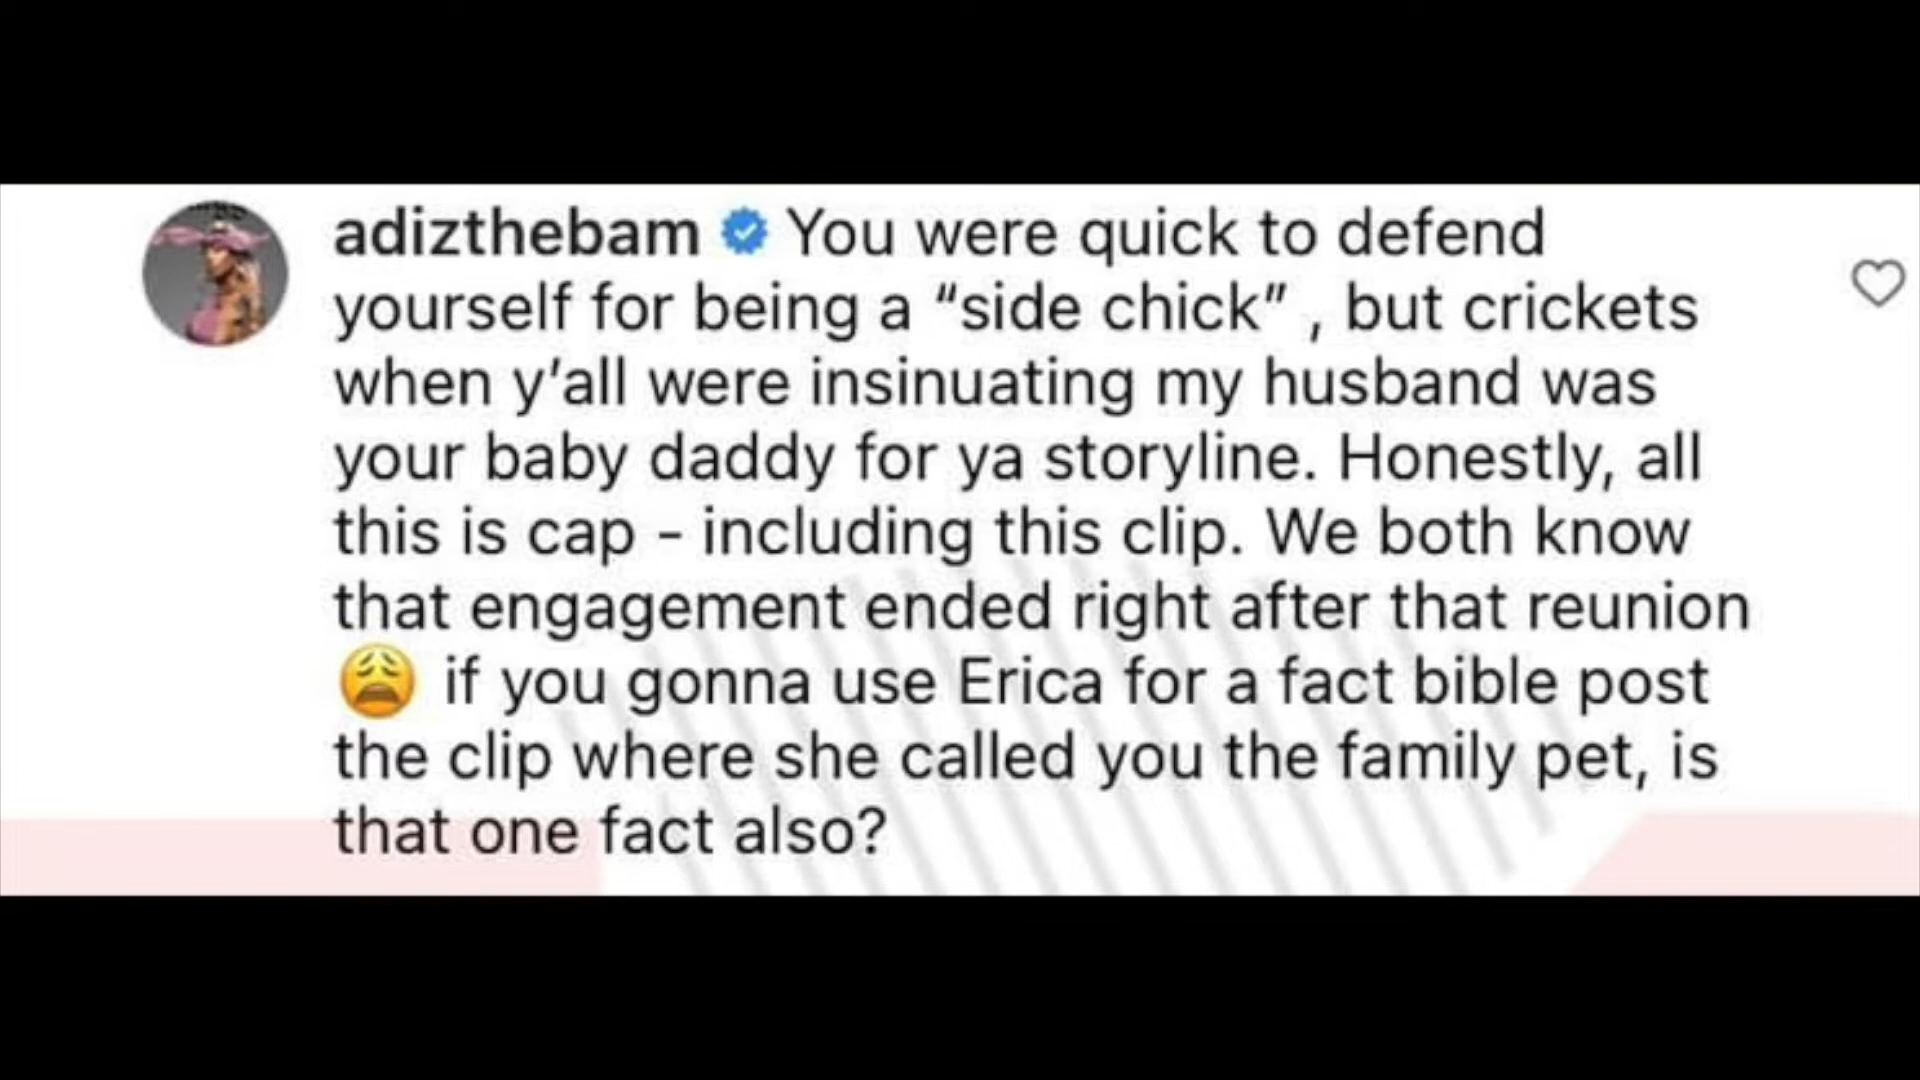 adizthebam You were quick to defend
yourself for being a “side chick” , but crickets
when y’all were insinuating my husband was
your baby daddy for ya storyline. Honestly, all
this is cap - including this clip. We both know
that engagement ended right after that reunion
😩 if you gonna use Erica for a fact bible post
the clip where she called you the family pet, is
that one fact also?